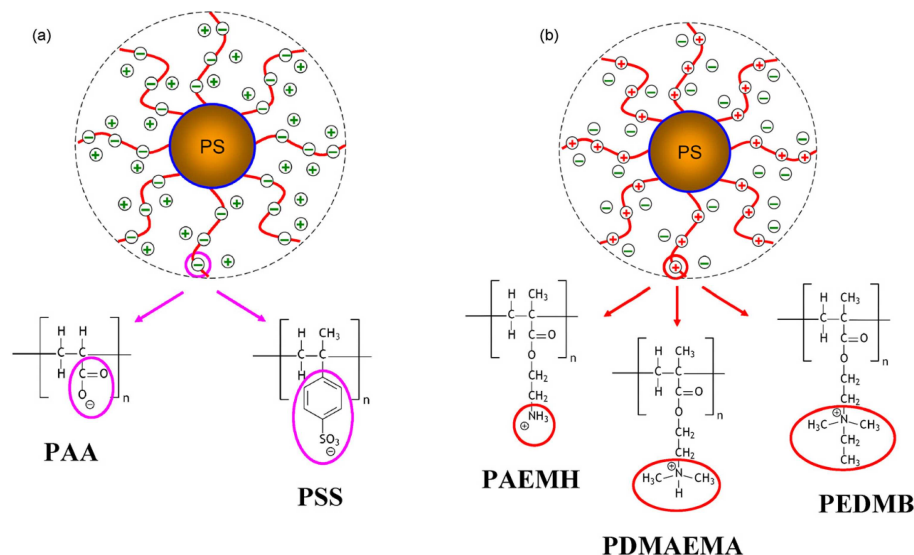 (a)
PS
(b)
PS
H H
C C
H C=O
O
⊖
n
PAA
H CH₃
C C
H
SO₃
⊖
n
PSS
H CH₃
C C
H C=O
O
CH₂
CH₂
NH₃
⊕
n
PAEMH
H CH₃
C C
H C=O
O
CH₂
CH₂
⊕
H₃C N CH₃
H
n
PDMAEMA
H CH₃
C C
H C=O
O
CH₂
CH₂
⊕
H₃C N CH₃
CH₂
CH₃
n
PEDMB